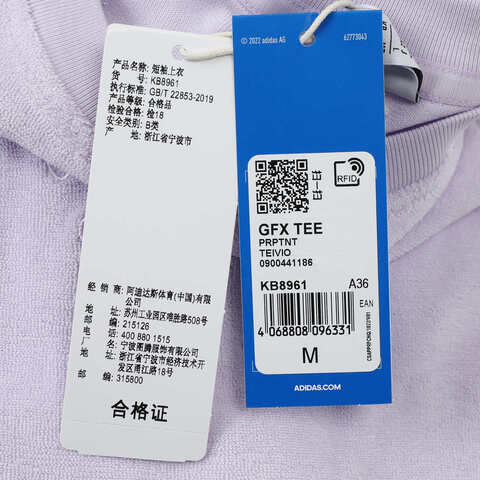 产品名称: 短袖上衣
货 号: KB8961
执行标准: GB/T 22853-2019
产品等级: 合格品
检验合格: 检18
安全类别: B类
产 地: 浙江省宁波市
经 销 商: 阿迪达斯体育(中国)有限
公司
地 址: 苏州工业园区唯胜路508号
邮 编: 215126
电 话: 400 880 1515
厂 名: 宁波图腾服饰有限公司
地 址: 浙江省宁波市经济技术开
发区甬江路18号
邮 编: 315800
合格证
© 2022 adidas AG
62773043
RFID
GFX TEE
PRPTNT
TEIVIO
0900441186
KB8961 A36
EAN
4 068808 096331
M
ADIDAS.COM